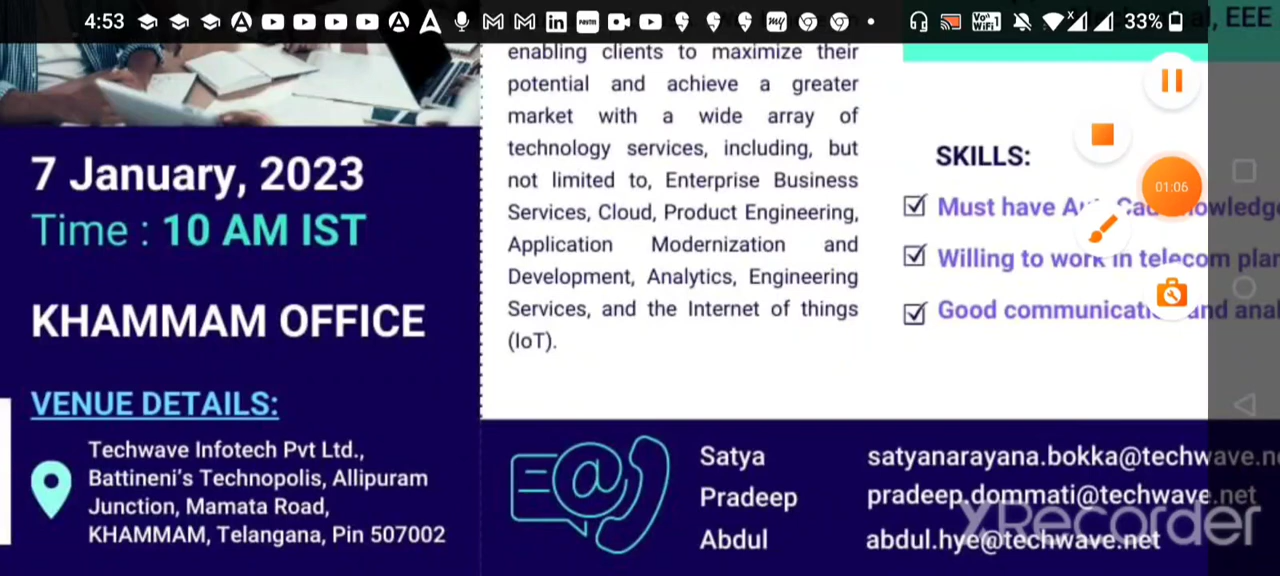 4:53
33%
al, EEE
enabling clients to maximize their
potential and achieve a greater
market with a wide array of
technology services, including, but
not limited to, Enterprise Business
Services, Cloud, Product Engineering,
Application Modernization and
Development, Analytics, Engineering
Services, and the Internet of things
(IoT).
7 January, 2023
Time : 10 AM IST
KHAMMAM OFFICE
VENUE DETAILS:
Techwave Infotech Pvt Ltd.,
Battineni's Technopolis, Allipuram
Junction, Mamata Road,
KHAMMAM, Telangana, Pin 507002
SKILLS:
Must have
Willing to work in telecom plan
Good and anal
01:06
Satya satyanarayana.bokka@techwave.ne
Pradeep pradeep.dommati@techwave.net
Abdul abdul.hye@techwave.net
XRecorder